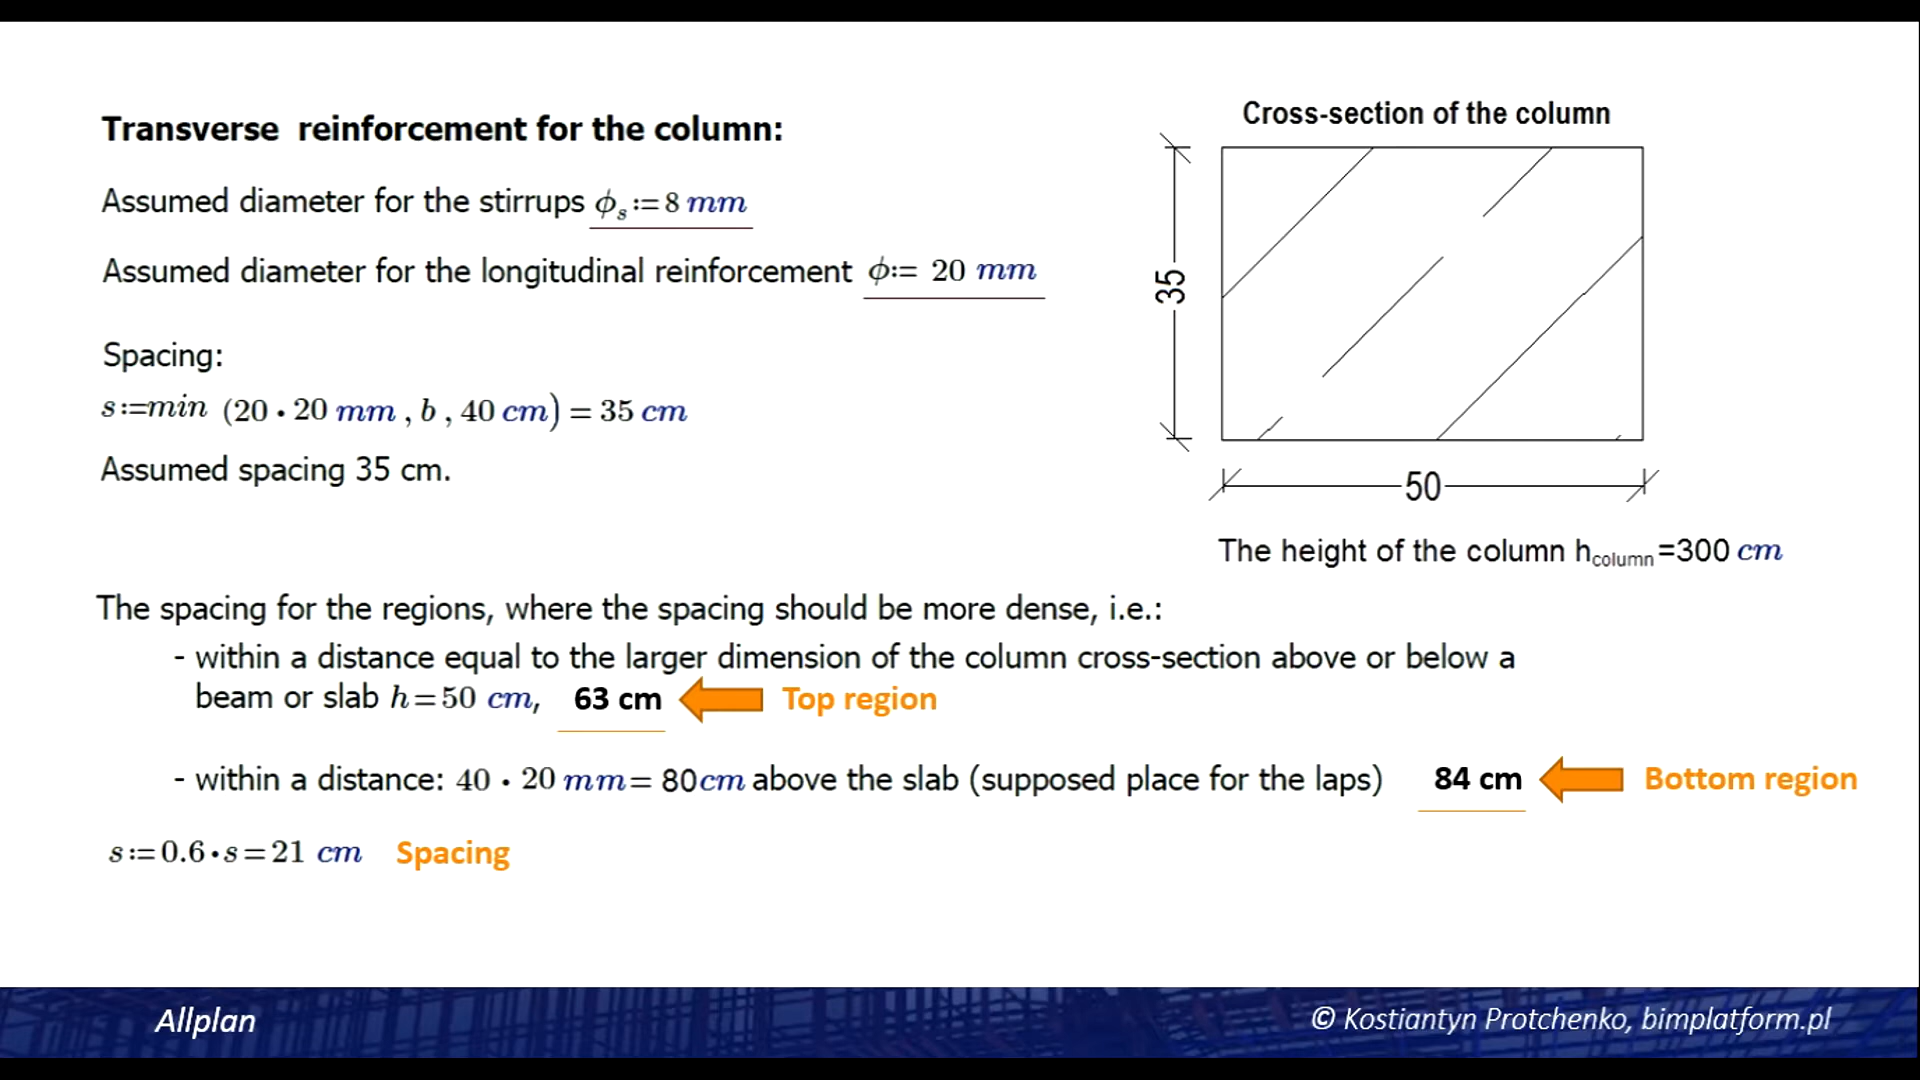 Cross-section of the column
Transverse reinforcement for the column:
Assumed diameter for the stirrups ϕₛ:=8 mm
Assumed diameter for the longitudinal reinforcement ϕ:= 20 mm
35
Spacing:
s:=min (20 · 20 mm , b , 40 cm) = 35 cm
Assumed spacing 35 cm.
50
The height of the column hcolumn=300 cm
The spacing for the regions, where the spacing should be more dense, i.e.:
- within a distance equal to the larger dimension of the column cross-section above or below a
beam or slab h=50 cm, 63 cm Top region
- within a distance: 40 · 20 mm= 80cm above the slab (supposed place for the laps) 84 cm Bottom region
s:=0.6·s=21 cm Spacing
Allplan
© Kostiantyn Protchenko, bimplatform.pl